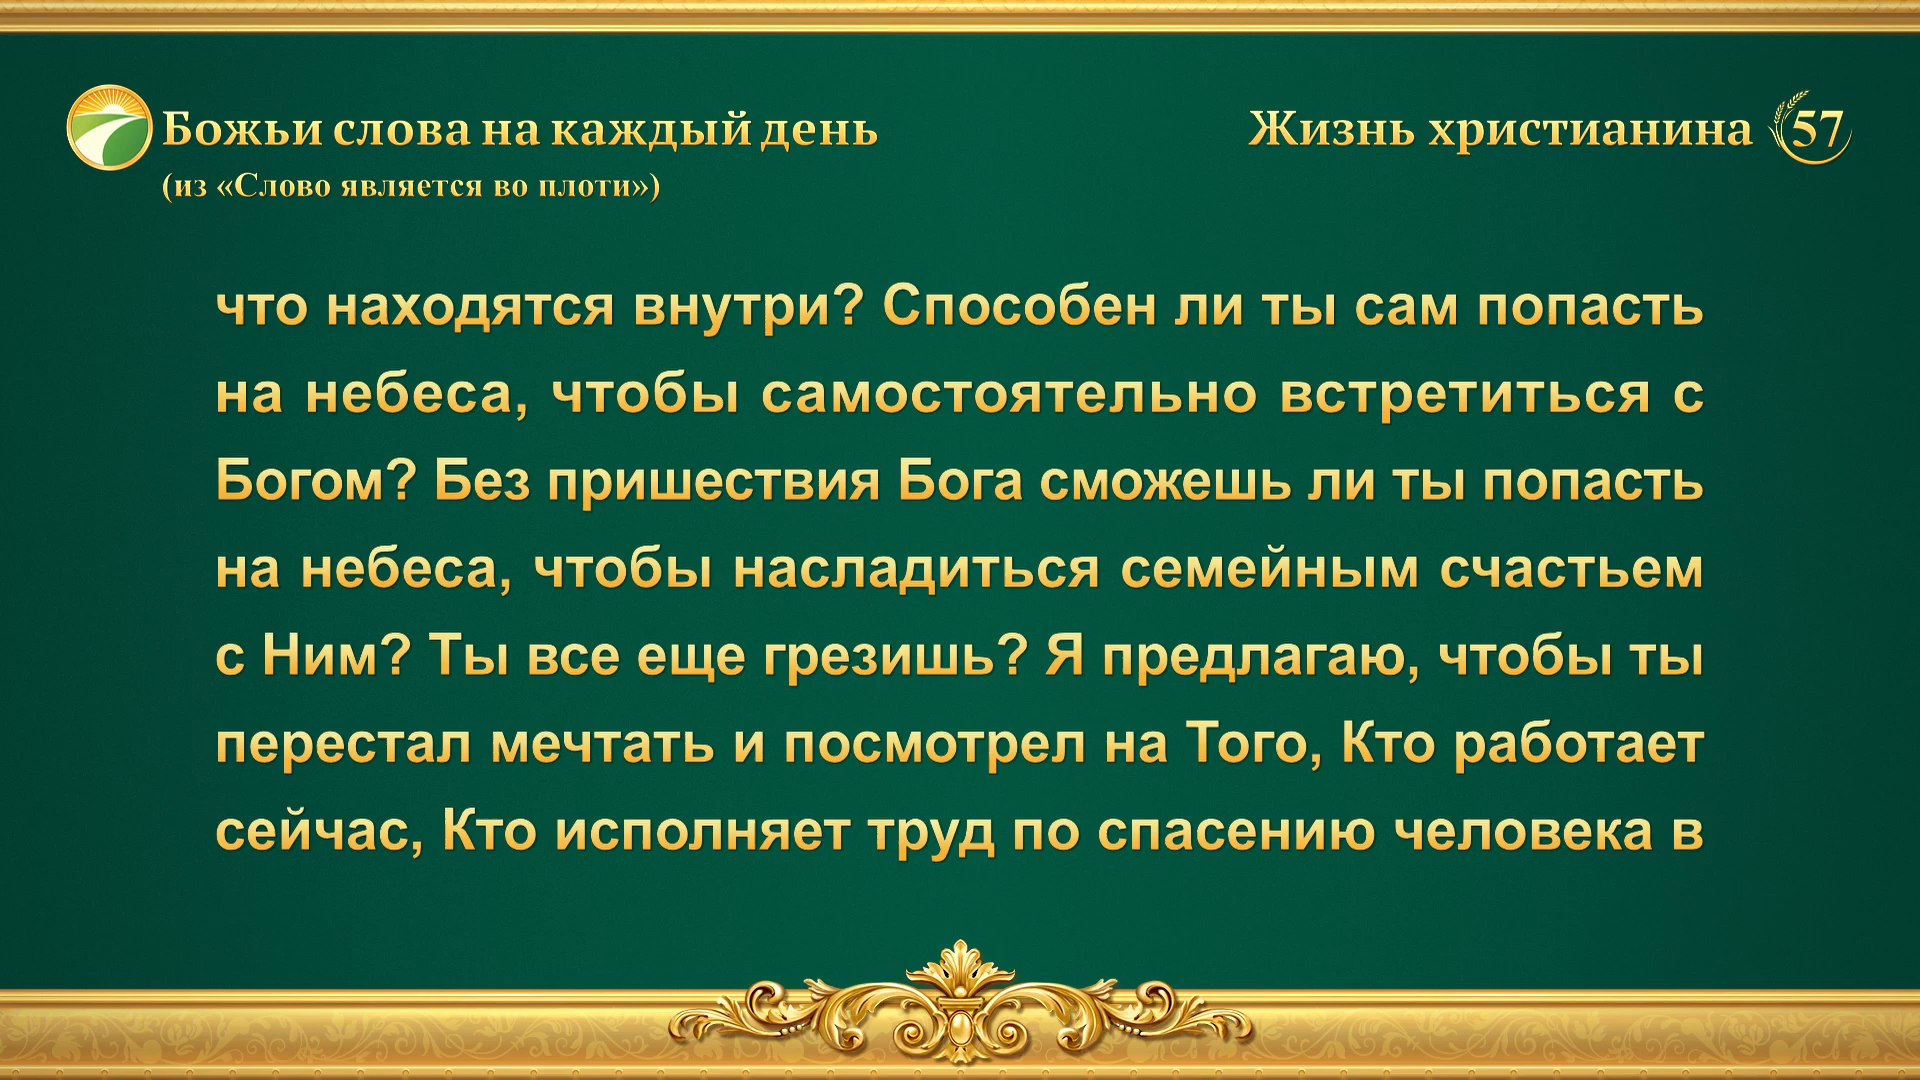 Божьи слова на каждый день
(из «Слово является во плоти»)
Жизнь христианина 57
что находятся внутри? Способен ли ты сам попасть
на небеса, чтобы самостоятельно встретиться с
Богом? Без пришествия Бога сможешь ли ты попасть
на небеса, чтобы насладиться семейным счастьем
с Ним? Ты все еще грезишь? Я предлагаю, чтобы ты
перестал мечтать и посмотрел на Того, Кто работает
сейчас, Кто исполняет труд по спасению человека в